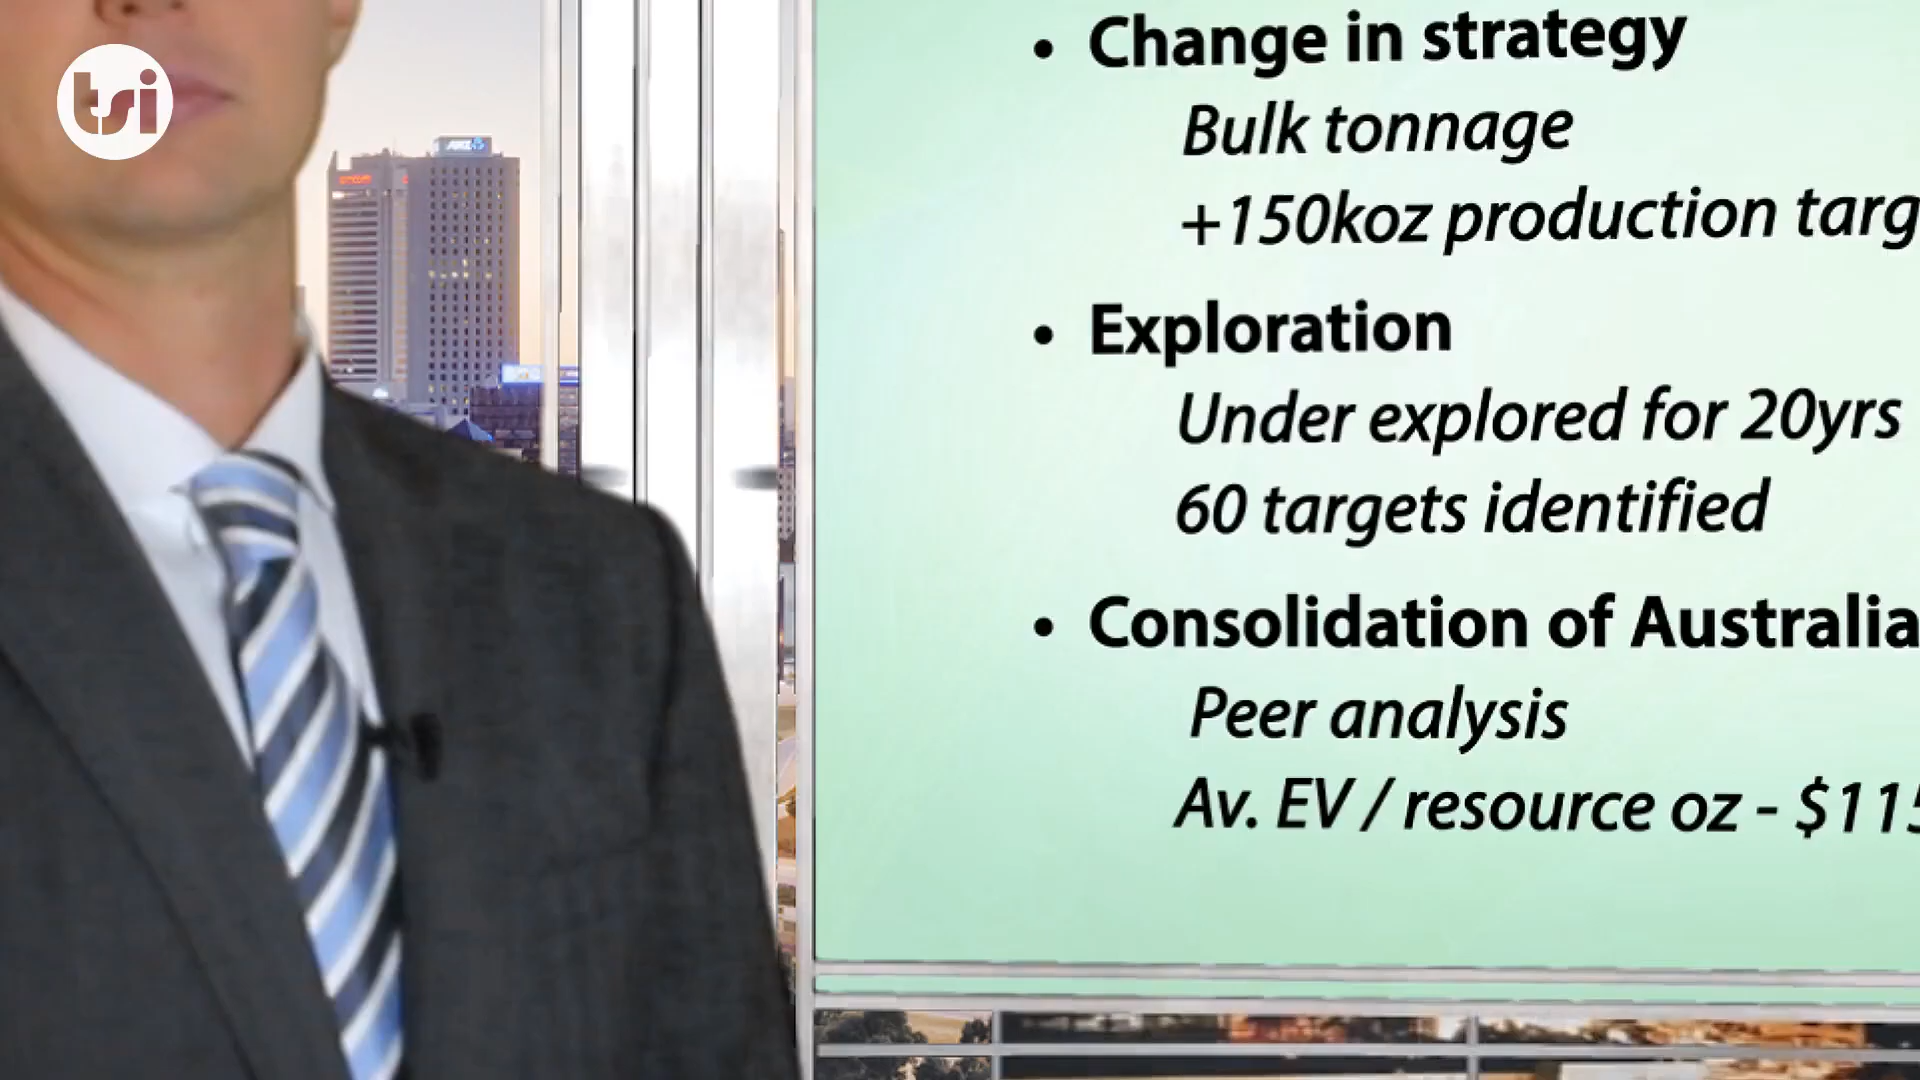 tsi
• Change in strategy
Bulk tonnage
+150koz production targ
• Exploration
Under explored for 20yrs
60 targets identified
• Consolidation of Australia
Peer analysis
Av. EV / resource oz - $115